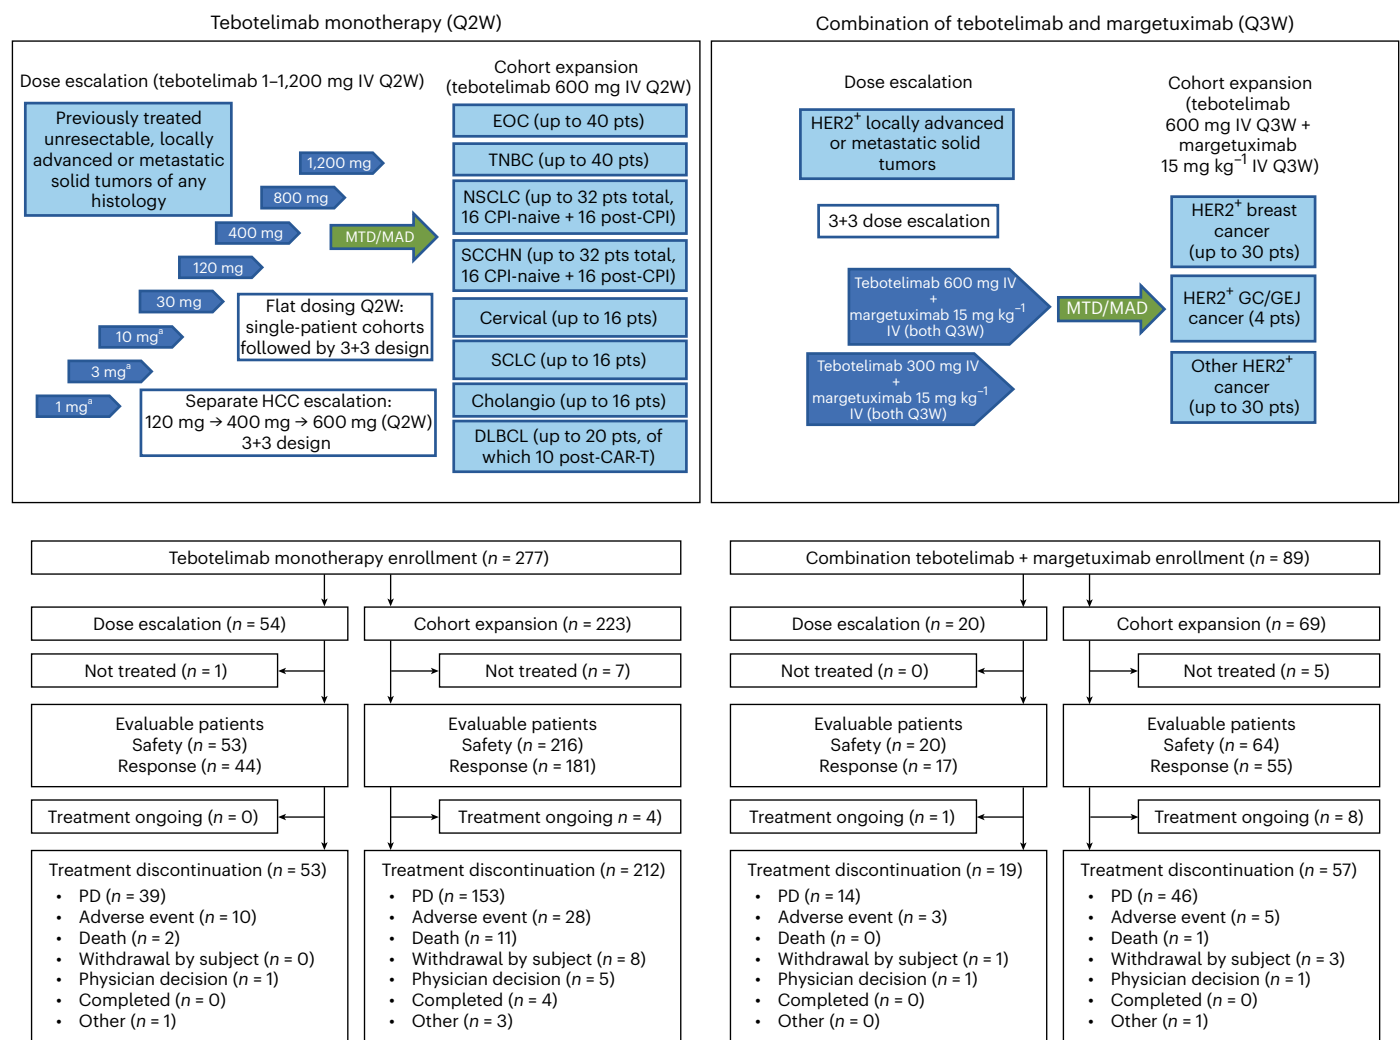 Tebotelimab monotherapy (Q2W)
Dose escalation (tebotelimab 1–1,200 mg IV Q2W)
Previously treated
unresectable, locally
advanced or metastatic
solid tumors of any
histology
1,200 mg
800 mg
400 mg
120 mg
30 mg
10 mgᵃ
3 mgᵃ
1 mgᵃ
MTD/MAD
Flat dosing Q2W:
single-patient cohorts
followed by 3+3 design
Separate HCC escalation:
120 mg → 400 mg → 600 mg (Q2W)
3+3 design
Cohort expansion
(tebotelimab 600 mg IV Q2W)
EOC (up to 40 pts)
TNBC (up to 40 pts)
NSCLC (up to 32 pts total,
16 CPI-naive + 16 post-CPI)
SCCHN (up to 32 pts total,
16 CPI-naive + 16 post-CPI)
Cervical (up to 16 pts)
SCLC (up to 16 pts)
Cholangio (up to 16 pts)
DLBCL (up to 20 pts, of
which 10 post-CAR-T)
Combination of tebotelimab and margetuximab (Q3W)
Dose escalation
HER2⁺ locally advanced
or metastatic solid
tumors
3+3 dose escalation
Tebotelimab 600 mg IV
+
margetuximab 15 mg kg⁻¹
IV (both Q3W)
Tebotelimab 300 mg IV
+
margetuximab 15 mg kg⁻¹
IV (both Q3W)
MTD/MAD
Cohort expansion
(tebotelimab
600 mg IV Q3W +
margetuximab
15 mg kg⁻¹ IV Q3W)
HER2⁺ breast
cancer
(up to 30 pts)
HER2⁺ GC/GEJ
cancer (4 pts)
Other HER2⁺
cancer
(up to 30 pts)
Tebotelimab monotherapy enrollment (n = 277)
Dose escalation (n = 54)
Not treated (n = 1)
Evaluable patients
Safety (n = 53)
Response (n = 44)
Treatment ongoing (n = 0)
Treatment discontinuation (n = 53)
• PD (n = 39)
• Adverse event (n = 10)
• Death (n = 2)
• Withdrawal by subject (n = 0)
• Physician decision (n = 1)
• Completed (n = 0)
• Other (n = 1)
Cohort expansion (n = 223)
Not treated (n = 7)
Evaluable patients
Safety (n = 216)
Response (n = 181)
Treatment ongoing n = 4)
Treatment discontinuation (n = 212)
• PD (n = 153)
• Adverse event (n = 28)
• Death (n = 11)
• Withdrawal by subject (n = 8)
• Physician decision (n = 5)
• Completed (n = 4)
• Other (n = 3)
Combination tebotelimab + margetuximab enrollment (n = 89)
Dose escalation (n = 20)
Not treated (n = 0)
Evaluable patients
Safety (n = 20)
Response (n = 17)
Treatment ongoing (n = 1)
Treatment discontinuation (n = 19)
• PD (n = 14)
• Adverse event (n = 3)
• Death (n = 0)
• Withdrawal by subject (n = 1)
• Physician decision (n = 1)
• Completed (n = 0)
• Other (n = 0)
Cohort expansion (n = 69)
Not treated (n = 5)
Evaluable patients
Safety (n = 64)
Response (n = 55)
Treatment ongoing (n = 8)
Treatment discontinuation (n = 57)
• PD (n = 46)
• Adverse event (n = 5)
• Death (n = 1)
• Withdrawal by subject (n = 3)
• Physician decision (n = 1)
• Completed (n = 0)
• Other (n = 1)